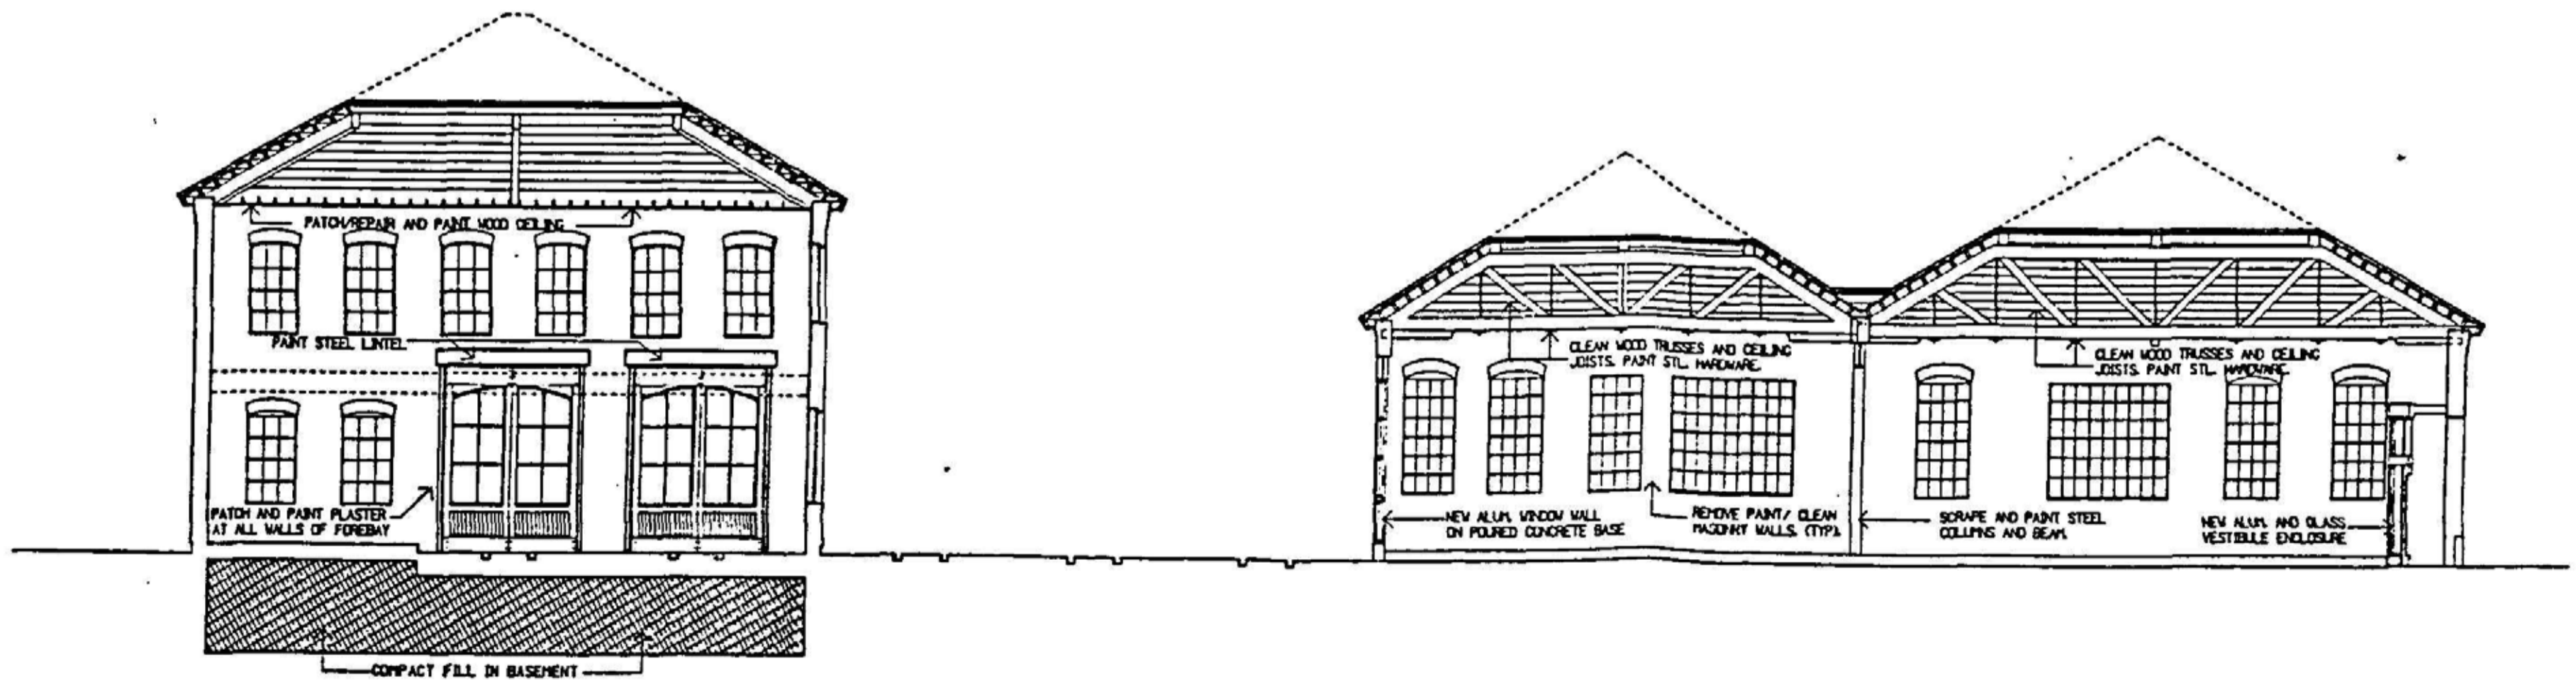 PATCH/REPAIR AND PAINT WOOD CEILING
PAINT STEEL LINTEL
PATCH AND PAINT PLASTER
AT ALL WALLS OF FOREBAY
COMPACT FILL IN BASEMENT
CLEAN WOOD TRUSSES AND CEILING
JOISTS. PAINT STL. HARDWARE.
NEW ALUM. WINDOW WALL
ON POURED CONCRETE BASE
REMOVE PAINT/ CLEAN
MASONRY WALLS. (TYP.)
CLEAN WOOD TRUSSES AND CEILING
JOISTS. PAINT STL. HARDWARE.
SCRAPE AND PAINT STEEL
COLUMNS AND BEAM.
NEW ALUM. AND GLASS
VESTIBULE ENCLOSURE